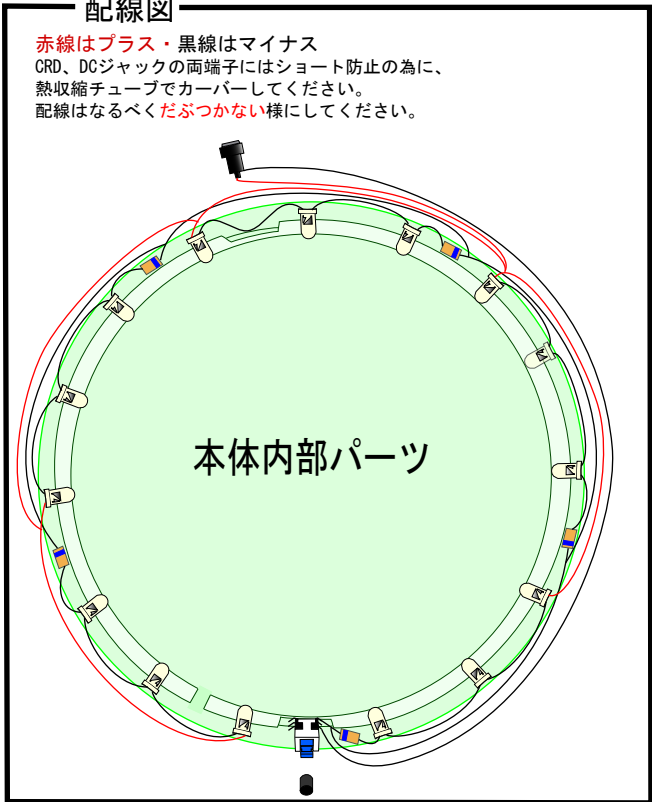 配線図
赤線はプラス・黒線はマイナス
CRD、DCジャックの両端子にはショート防止の為に、
熱収縮チューブでカーバーしてください。
配線はなるべくだぶつかない様にしてください。
本体内部パーツ